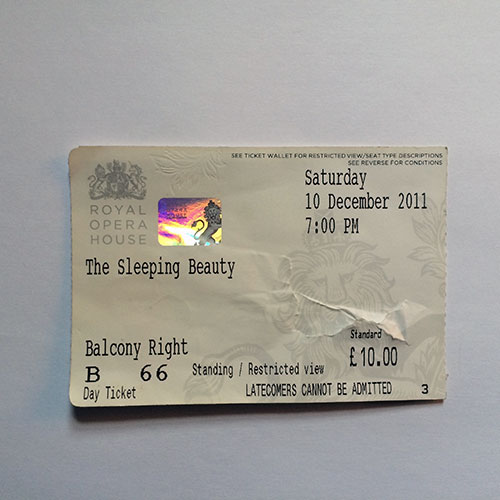 SEE TICKET WALLET FOR RESTRICTED VIEW/SEAT TYPE DESCRIPTIONS
SEE REVERSE FOR CONDITIONS
ROYAL
OPERA
HOUSE
Saturday
10 December 2011
7:00 PM
The Sleeping Beauty
Standard
Balcony Right
£10.00
B 66 Standing / Restricted view
Day Ticket
LATECOMERS CANNOT BE ADMITTED 3